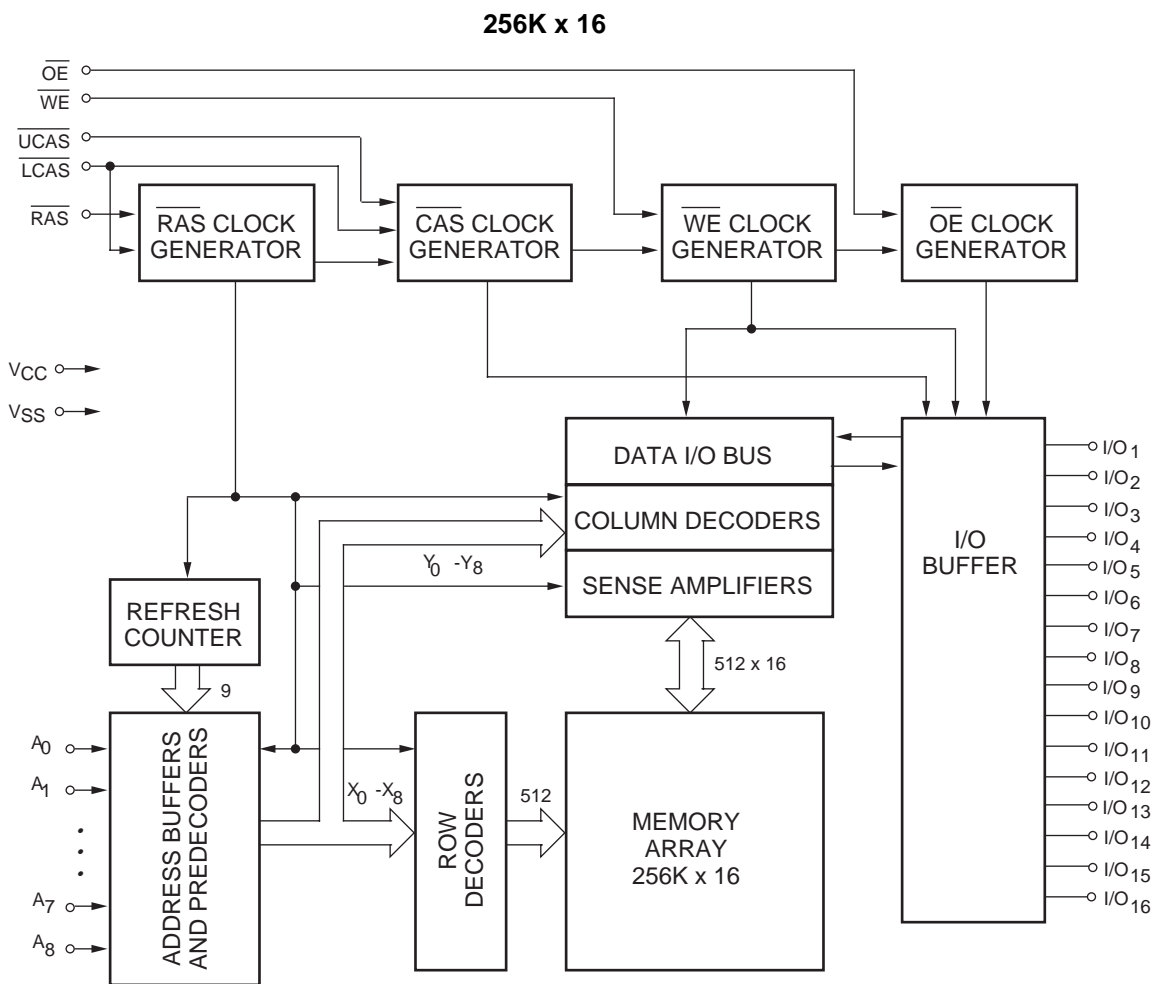 256K x 16
OE
WE
UCAS
LCAS
RAS
RAS CLOCK
GENERATOR
CAS CLOCK
GENERATOR
WE CLOCK
GENERATOR
OE CLOCK
GENERATOR
VCC
VSS
DATA I/O BUS
COLUMN DECODERS
SENSE AMPLIFIERS
Y0 -Y8
REFRESH
COUNTER
9
512 x 16
I/O
BUFFER
I/O1
I/O2
I/O3
I/O4
I/O5
I/O6
I/O7
I/O8
I/O9
I/O10
I/O11
I/O12
I/O13
I/O14
I/O15
I/O16
A0
A1
.
.
.
A7
A8
ADDRESS BUFFERS
AND PREDECODERS
X0 -X8
ROW
DECODERS
512
MEMORY
ARRAY
256K x 16